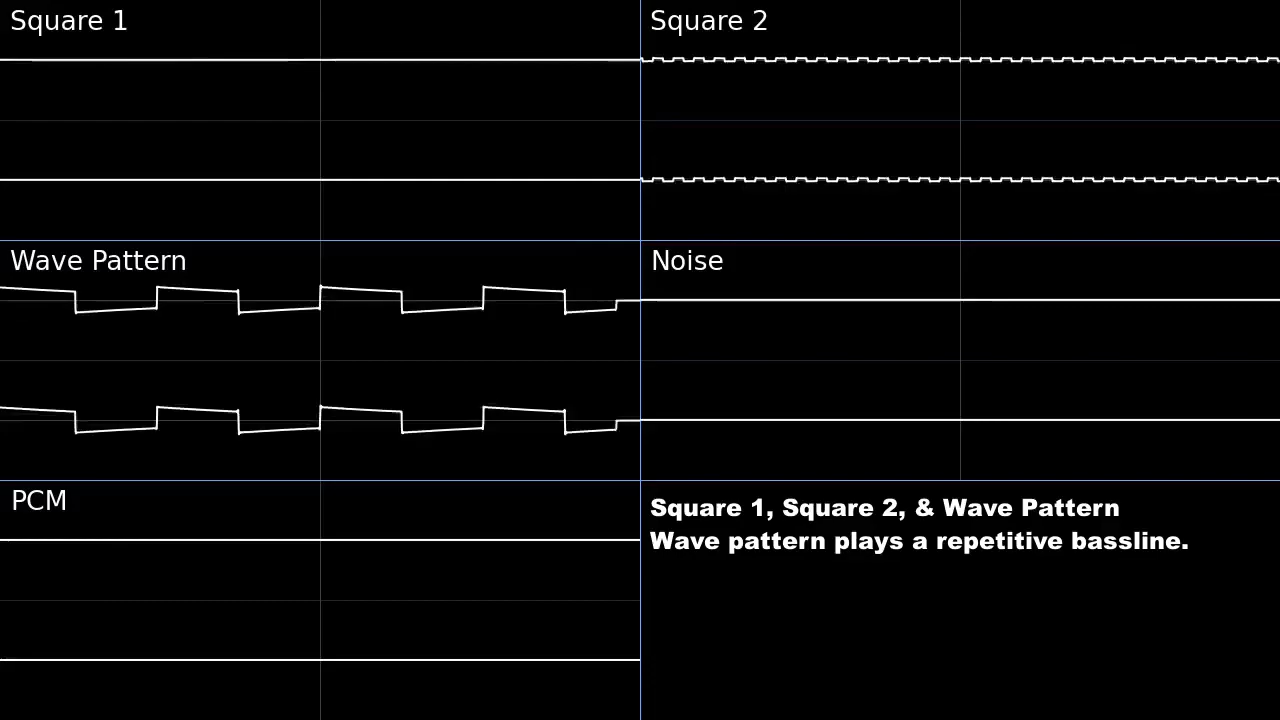 Square 1
Square 2
Wave Pattern
Noise
PCM
Square 1, Square 2, & Wave Pattern
Wave pattern plays a repetitive bassline.